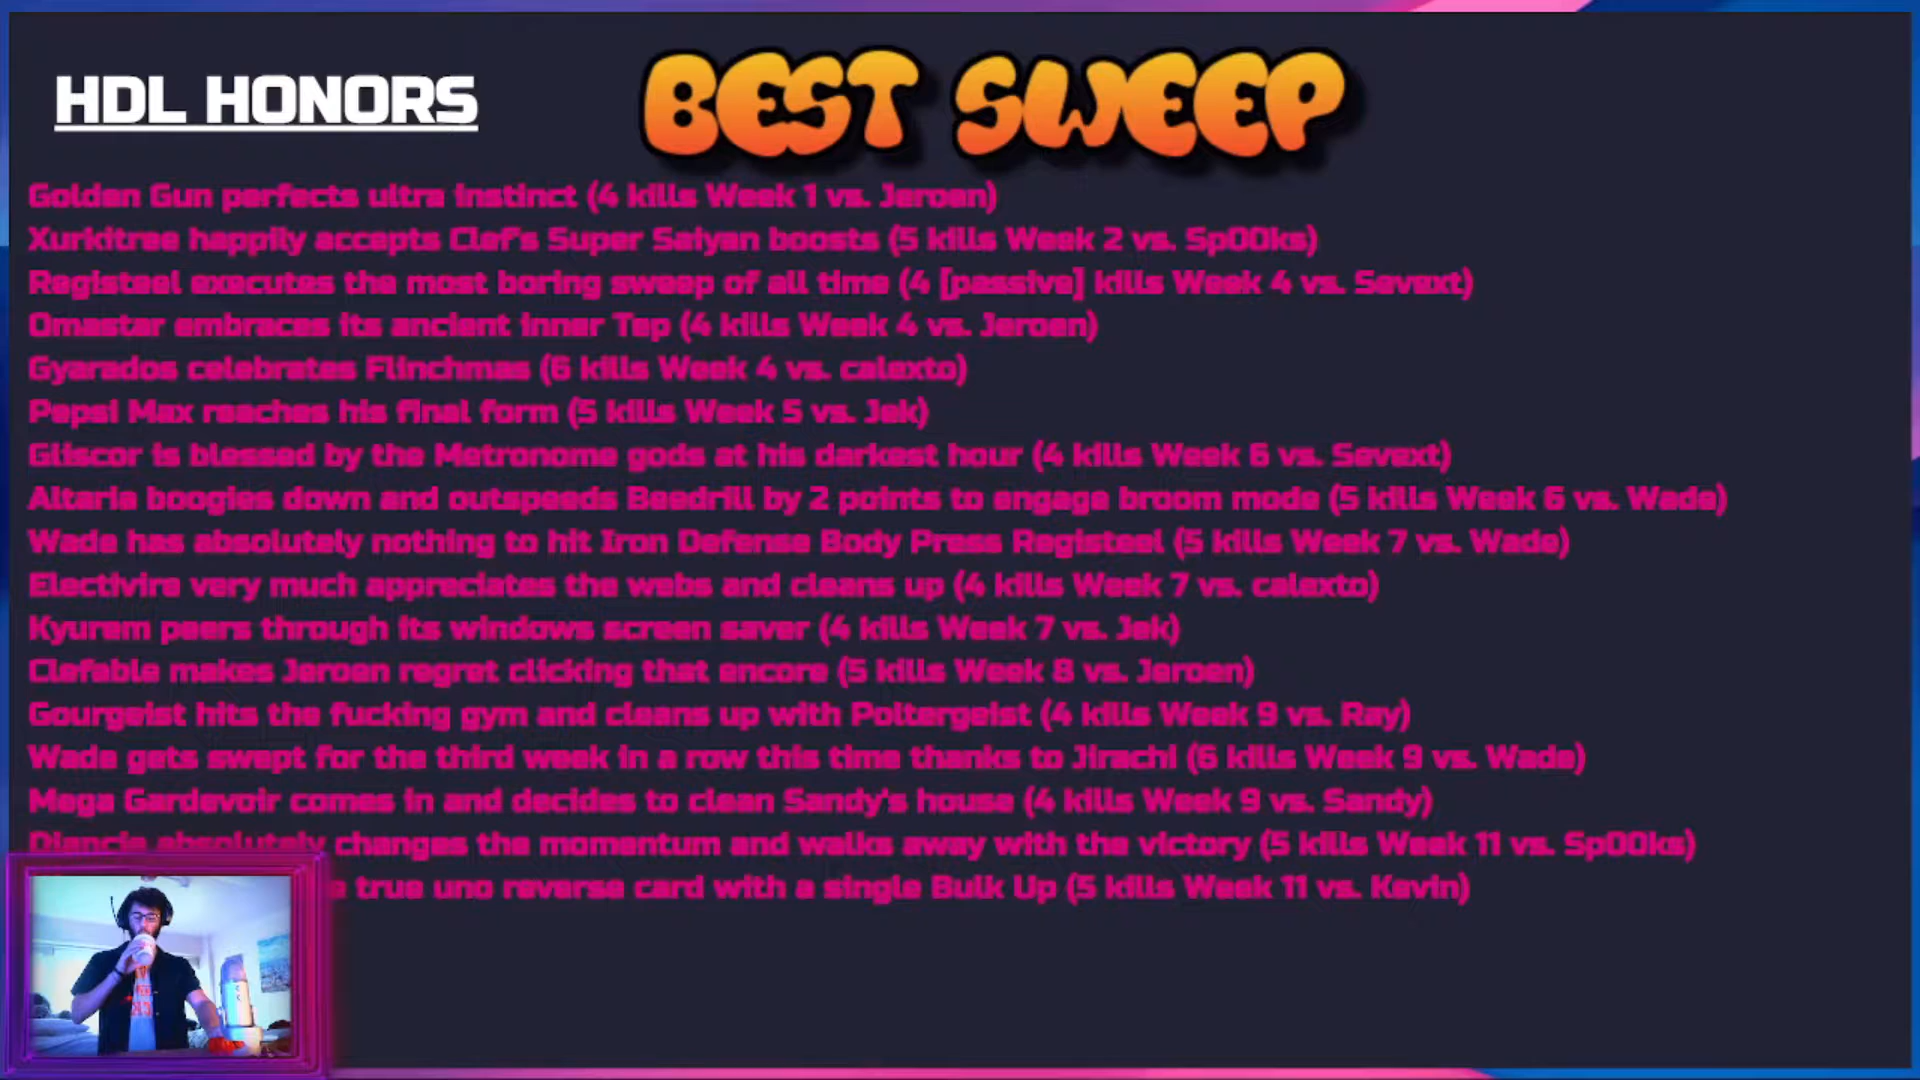 HDL HONORS
BEST SWEEP
Golden Gun perfects ultra instinct (4 kills Week 1 vs. Jeroen)
Xurkitree happily accepts Clef's Super Saiyan boosts (5 kills Week 2 vs. Sp00ks)
Registeel executes the most boring sweep of all time (4 [passive] kills Week 4 vs. Sevext)
Omastar embraces its ancient inner Tep (4 kills Week 4 vs. Jeroen)
Gyarados celebrates Flinchmas (6 kills Week 4 vs. calexto)
Pepsi Max reaches his final form (5 kills Week 5 vs. Jek)
Gliscor is blessed by the Metronome gods at his darkest hour (4 kills Week 6 vs. Sevext)
Altaria boogies down and outspeeds Beedrill by 2 points to engage broom mode (5 kills Week 6 vs. Wade)
Wade has absolutely nothing to hit Iron Defense Body Press Registeel (5 kills Week 7 vs. Wade)
Electivire very much appreciates the webs and cleans up (4 kills Week 7 vs. calexto)
Kyurem peers through its windows screen saver (4 kills Week 7 vs. Jek)
Clefable makes Jeroen regret clicking that encore (5 kills Week 8 vs. Jeroen)
Gourgeist hits the fucking gym and cleans up with Poltergeist (4 kills Week 9 vs. Ray)
Wade gets swept for the third week in a row this time thanks to Jirachi (6 kills Week 9 vs. Wade)
Mega Gardevoir comes in and decides to clean Sandy's house (4 kills Week 9 vs. Sandy)
Diancie absolutely changes the momentum and walks away with the victory (5 kills Week 11 vs. Sp00ks)
true uno reverse card with a single Bulk Up (5 kills Week 11 vs. Kevin)